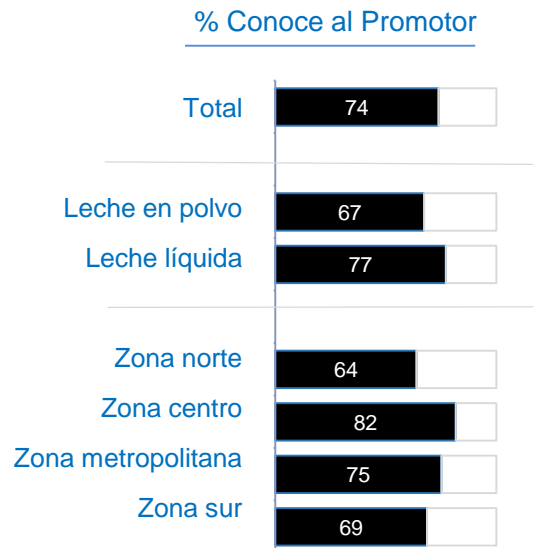 % Conoce al Promotor
Total 74
Leche en polvo 67
Leche líquida 77
Zona norte 64
Zona centro 82
Zona metropolitana 75
Zona sur 69